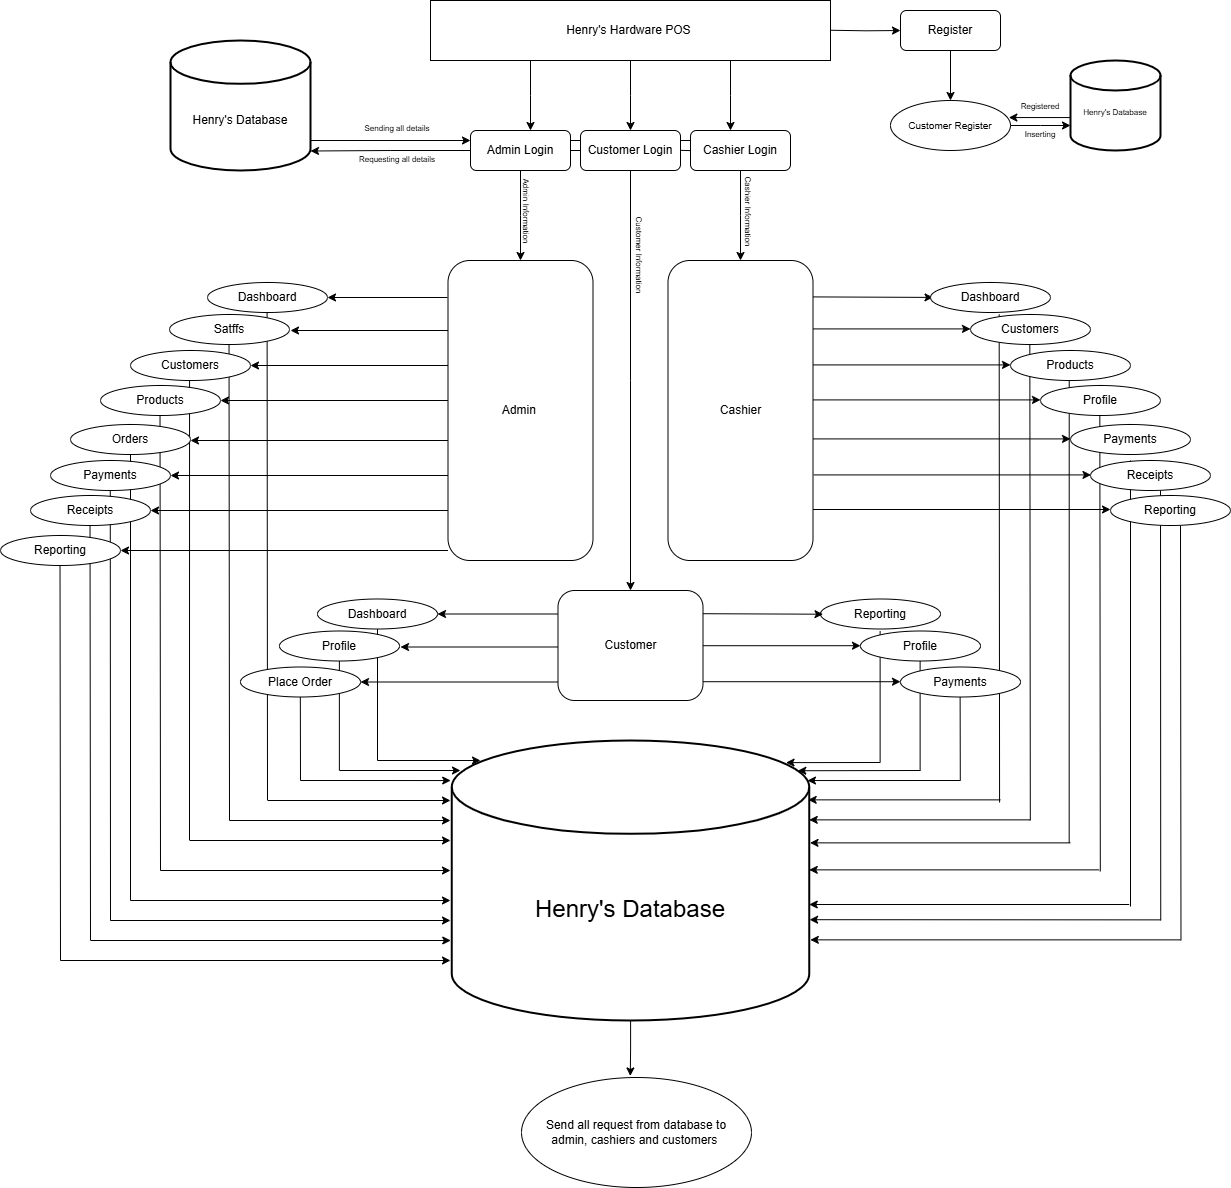 Henry's Hardware POS
Register
Henry's Database
Sending all details
Requesting all details
Admin Login
Customer Login
Cashier Login
Customer Register
Registered
Inserting
Henry's Database
Admin Information
Customer Information
Cashier Information
Dashboard
Satffs
Customers
Products
Orders
Payments
Receipts
Reporting
Admin
Cashier
Dashboard
Customers
Products
Profile
Payments
Receipts
Reporting
Dashboard
Profile
Place Order
Customer
Reporting
Profile
Payments
Henry's Database
Send all request from database to
admin, cashiers and customers